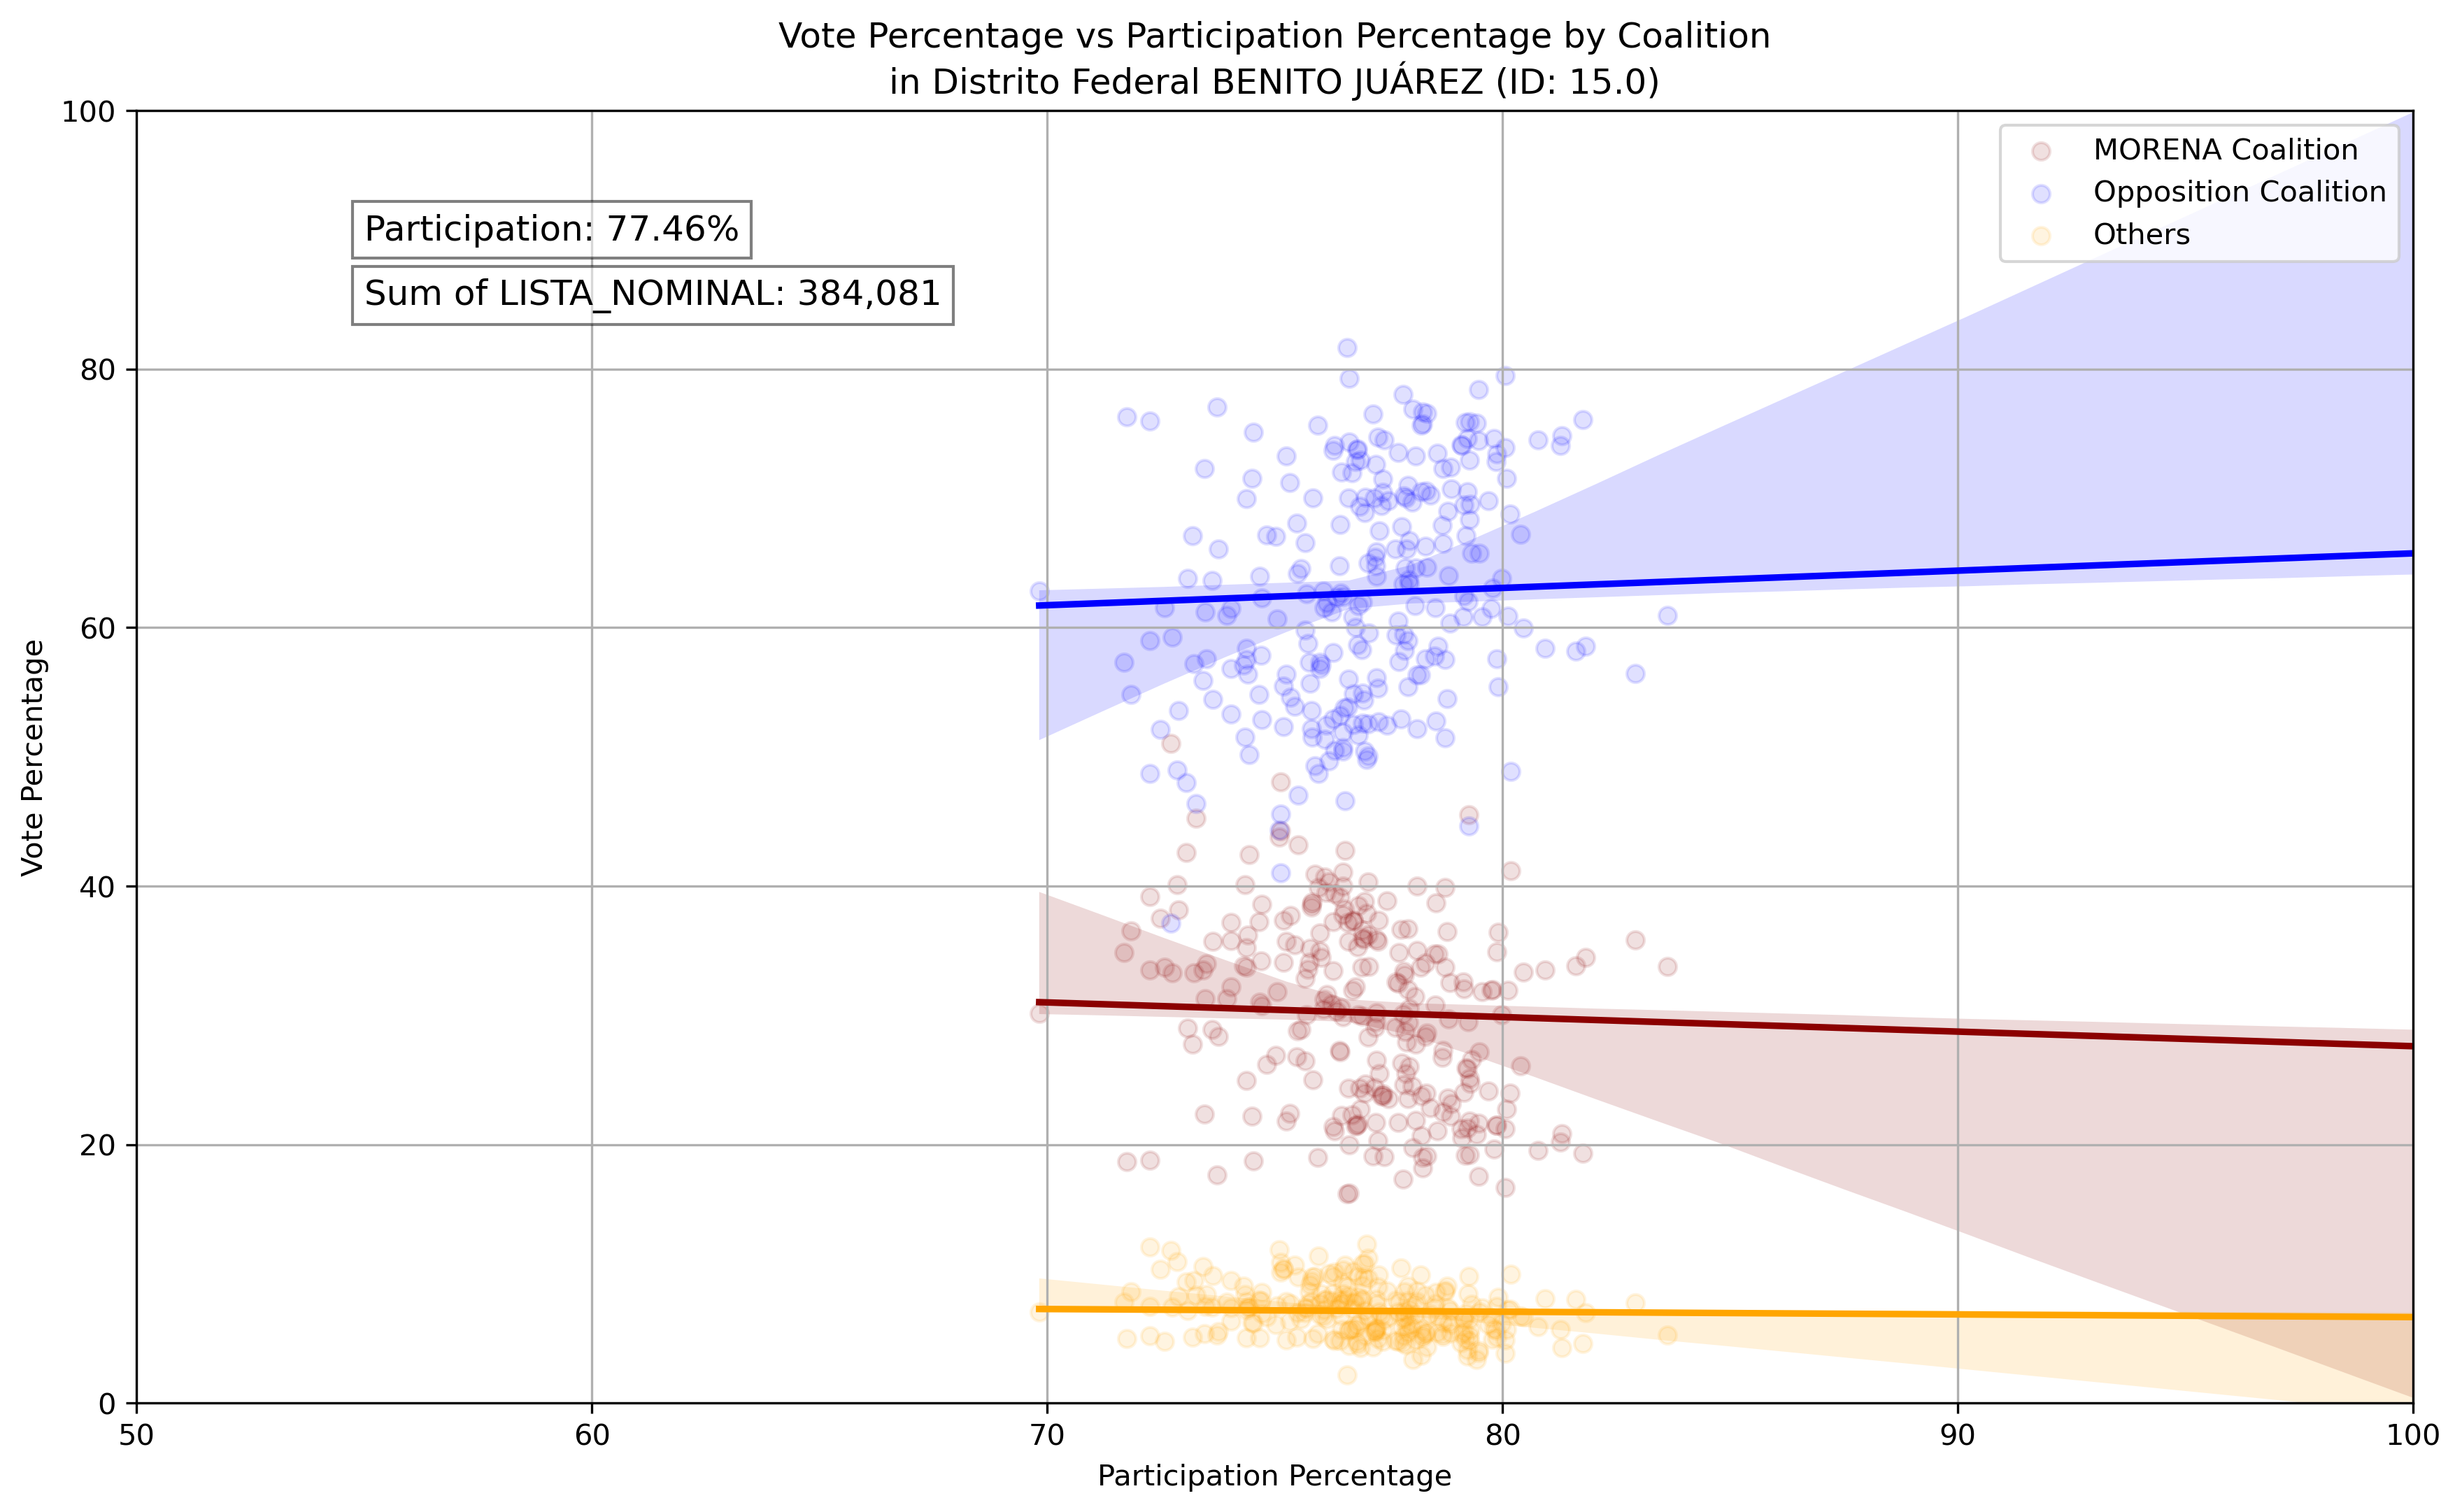 Vote Percentage vs Participation Percentage by Coalition
in Distrito Federal BENITO JUÁREZ (ID: 15.0)
100
80
60
40
20
0
Vote Percentage
Participation: 77.46%
Sum of LISTA_NOMINAL: 384,081
MORENA Coalition
Opposition Coalition
Others
50
60
70
80
90
100
Participation Percentage